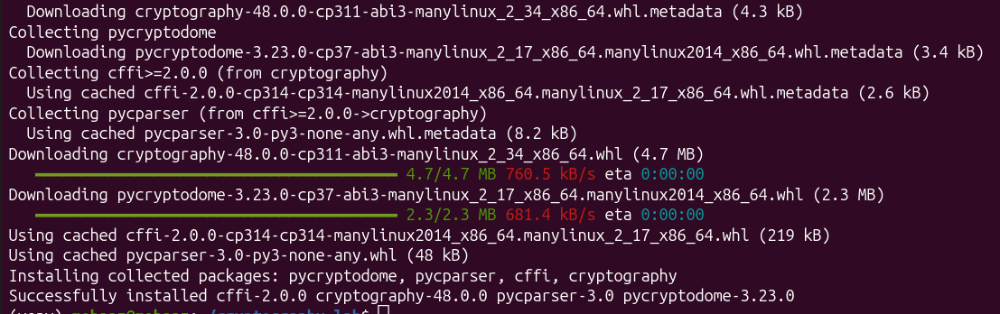 Downloading cryptography-48.0.0-cp311-abi3-manylinux_2_34_x86_64.whl.metadata (4.3 kB)
Collecting pycryptodome
Downloading pycryptodome-3.23.0-cp37-abi3-manylinux_2_17_x86_64.manylinux2014_x86_64.whl.metadata (3.4 kB)
Collecting cffi>=2.0.0 (from cryptography)
Using cached cffi-2.0.0-cp314-cp314-manylinux2014_x86_64.manylinux_2_17_x86_64.whl.metadata (2.6 kB)
Collecting pycparser (from cffi>=2.0.0->cryptography)
Using cached pycparser-3.0-py3-none-any.whl.metadata (8.2 kB)
Downloading cryptography-48.0.0-cp311-abi3-manylinux_2_34_x86_64.whl (4.7 MB)
4.7/4.7 MB 760.5 kB/s eta 0:00:00
Downloading pycryptodome-3.23.0-cp37-abi3-manylinux_2_17_x86_64.manylinux2014_x86_64.whl (2.3 MB)
2.3/2.3 MB 681.4 kB/s eta 0:00:00
Using cached cffi-2.0.0-cp314-cp314-manylinux2014_x86_64.manylinux_2_17_x86_64.whl (219 kB)
Using cached pycparser-3.0-py3-none-any.whl (48 kB)
Installing collected packages: pycryptodome, pycparser, cffi, cryptography
Successfully installed cffi-2.0.0 cryptography-48.0.0 pycparser-3.0 pycryptodome-3.23.0